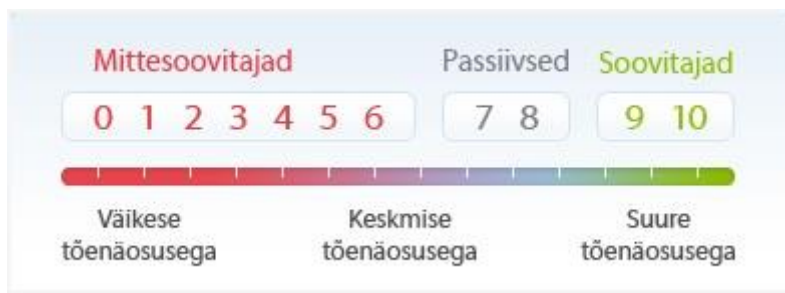 Mittesoovitajad Passiivsed Soovitajad
0 1 2 3 4 5 6 7 8 9 10
Väikese Keskmise Suure
tõenäosusega tõenäosusega tõenäosusega